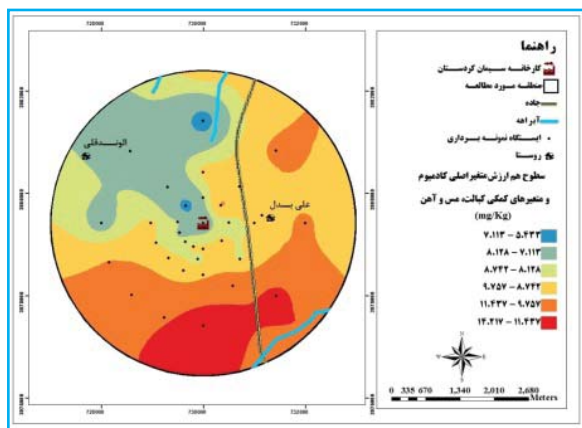 راهنما
کارخانه سیمان کردستان
منطقه مورد مطالعه
جاده
آبراهه
ایستگاه نمونه برداری
روستا
سطوح هم ارزش متغیر اصلی کادمیوم
و متغیرهای کمکی کبالت، مس و آهن
(mg/Kg)
۷.۱۱۳ – ۵.۴۳۳
۸.۱۲۸ – ۷.۱۱۳
۸.۷۴۲ – ۸.۱۲۸
۹.۷۵۷ – ۸.۷۴۲
۱۱.۴۳۷ – ۹.۷۵۷
۱۴.۲۱۷ – ۱۱.۴۳۷
0 335 670 1,340 2,010 2,680
Meters
الوندقلی
علی بیدل